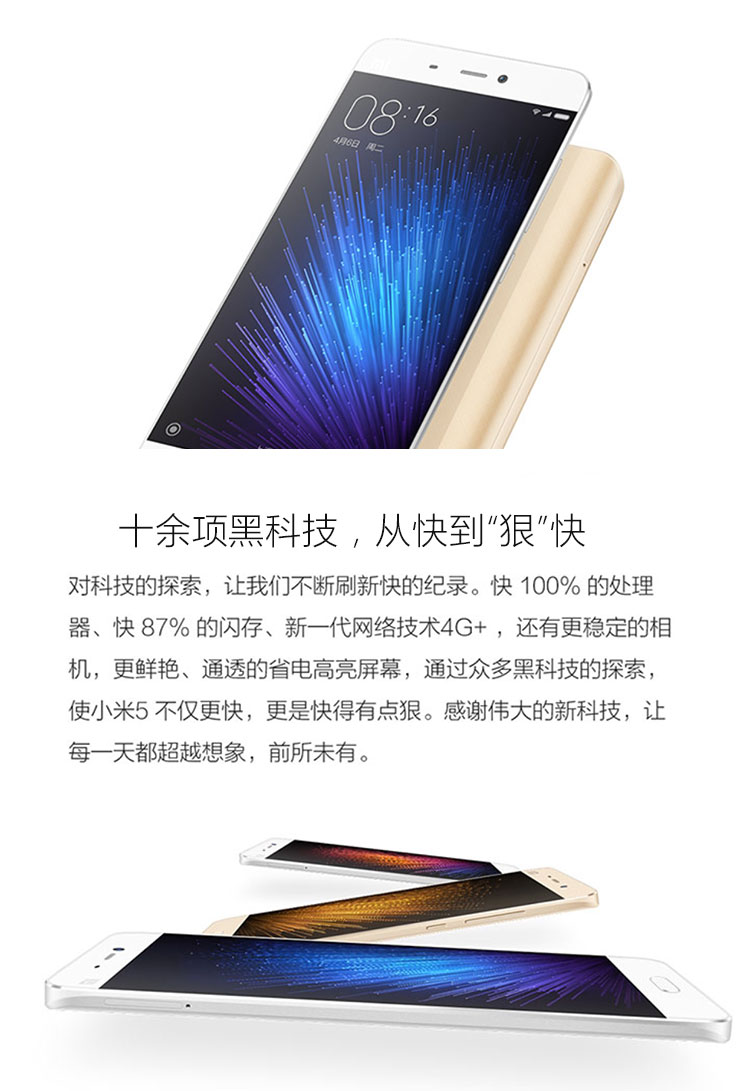 MI
08:16
4月6日 周二
十余项黑科技，从快到“狠”快
对科技的探索，让我们不断刷新快的纪录。快 100% 的处理
器、快 87% 的闪存、新一代网络技术4G+ ，还有更稳定的相
机，更鲜艳、通透的省电高亮屏幕，通过众多黑科技的探索，
使小米5 不仅更快，更是快得有点狠。感谢伟大的新科技，让
每一天都超越想象，前所未有。